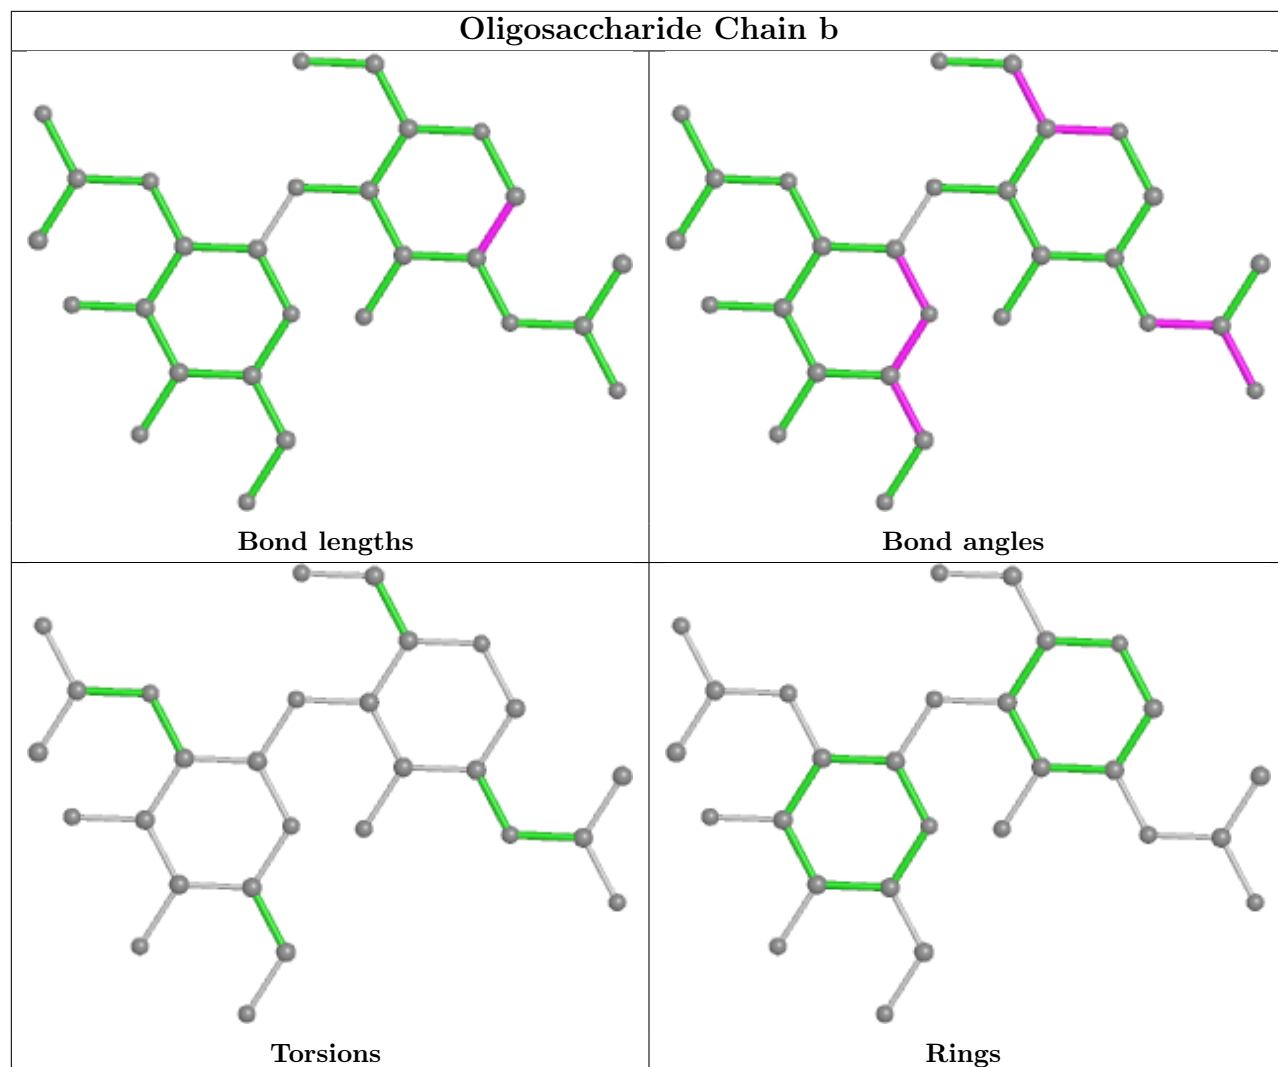 Oligosaccharide Chain b
Bond lengths
Bond angles
Torsions
Rings